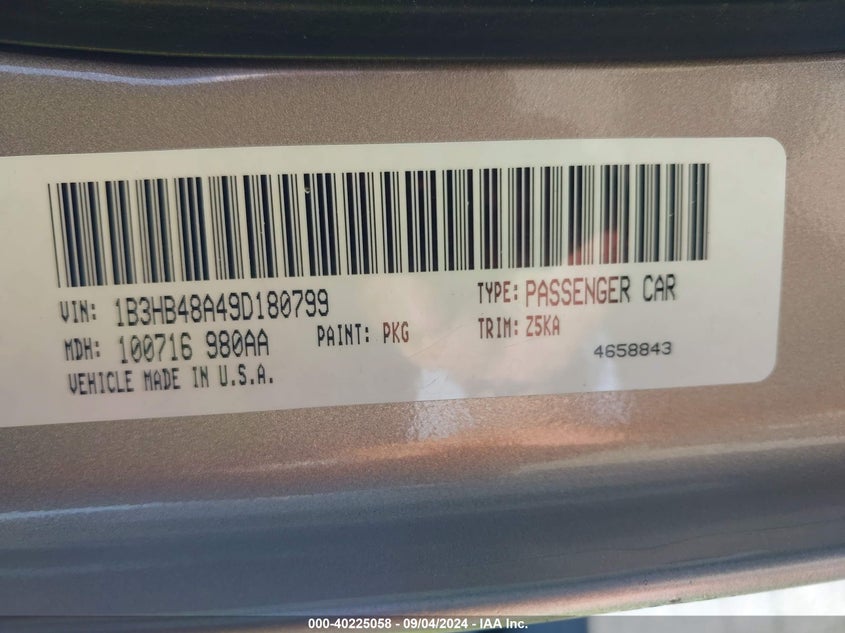 VIN: 1B3HB48A49D180799 TYPE: PASSENGER CAR
MDH: 100716 980AA PAINT: PKG TRIM: Z5KA
VEHICLE MADE IN U.S.A. 4658843
000-40225058 - 09/04/2024 - IAA Inc.